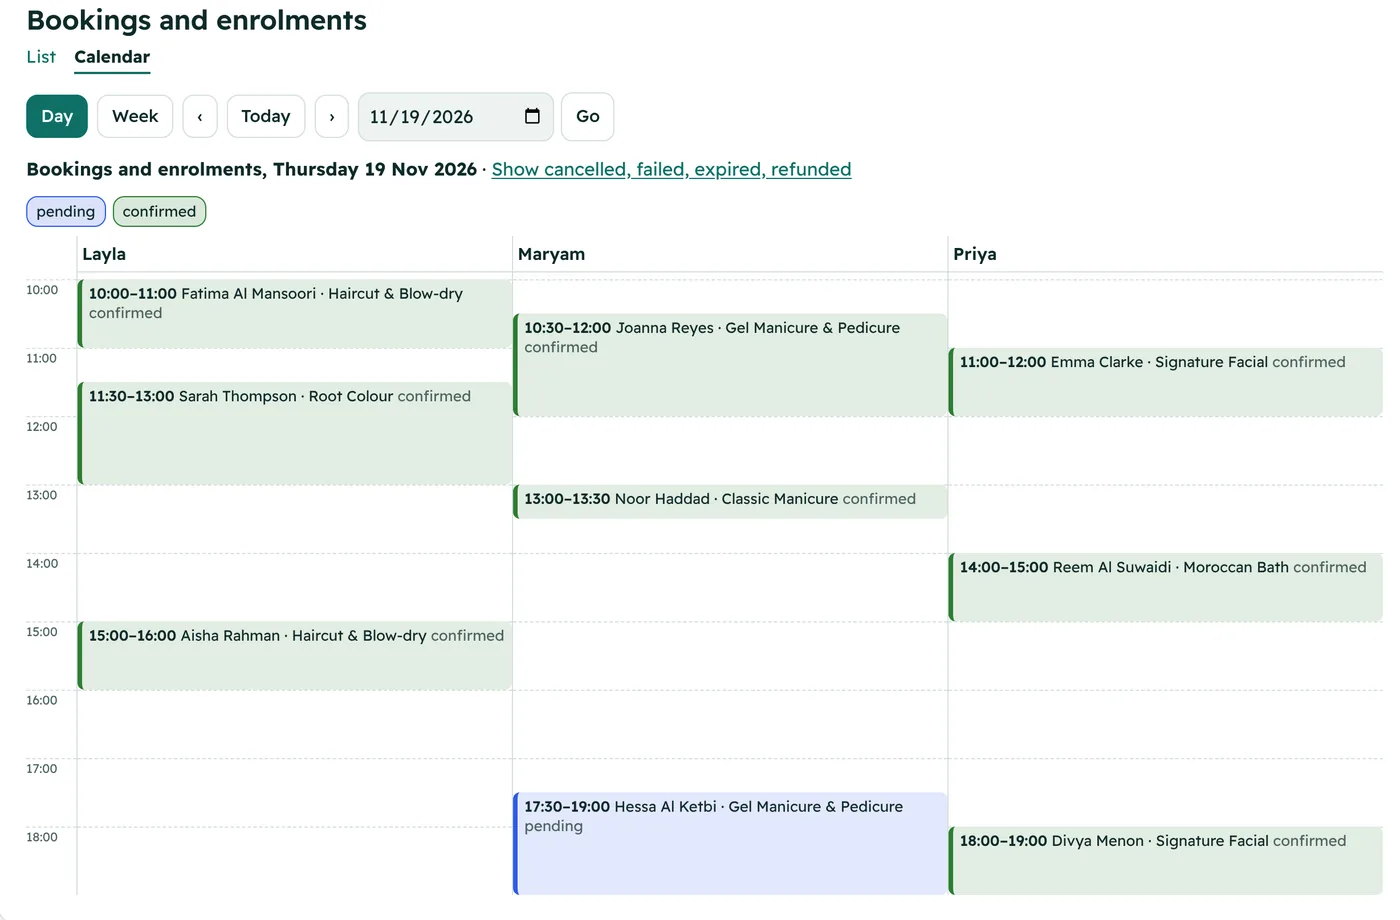 Bookings and enrolments
List Calendar
Day Week ‹ Today › 11/19/2026 Go
Bookings and enrolments, Thursday 19 Nov 2026 · Show cancelled, failed, expired, refunded
pending confirmed
Layla Maryam Priya
10:00
10:00–11:00 Fatima Al Mansoori · Haircut & Blow-dry
confirmed
10:30–12:00 Joanna Reyes · Gel Manicure & Pedicure
confirmed
11:00
11:00–12:00 Emma Clarke · Signature Facial confirmed
11:30–13:00 Sarah Thompson · Root Colour confirmed
12:00
13:00
13:00–13:30 Noor Haddad · Classic Manicure confirmed
14:00
14:00–15:00 Reem Al Suwaidi · Moroccan Bath confirmed
15:00
15:00–16:00 Aisha Rahman · Haircut & Blow-dry confirmed
16:00
17:00
17:30–19:00 Hessa Al Ketbi · Gel Manicure & Pedicure
pending
18:00
18:00–19:00 Divya Menon · Signature Facial confirmed